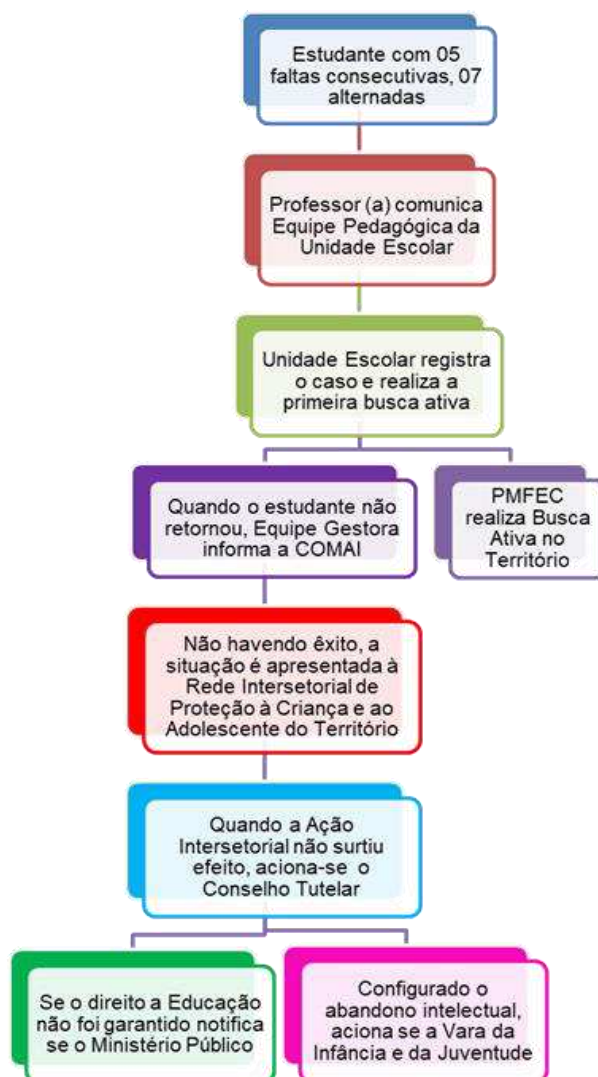 Estudante com 05
faltas consecutivas, 07
alternadas
Professor (a) comunica
Equipe Pedagógica da
Unidade Escolar
Unidade Escolar registra
o caso e realiza a
primeira busca ativa
Quando o estudante não
retornou, Equipe Gestora
informa a COMAI
PMFEC
realiza Busca
Ativa no
Território
Não havendo êxito, a
situação é apresentada à
Rede Intersetorial de
Proteção à Criança e ao
Adolescente do Território
Quando a Ação
Intersetorial não surtiu
efeito, aciona-se o
Conselho Tutelar
Se o direito a Educação
não foi garantido notifica
se o Ministério Público
Configurado o
abandono intelectual,
aciona se a Vara da
Infância e da Juventude